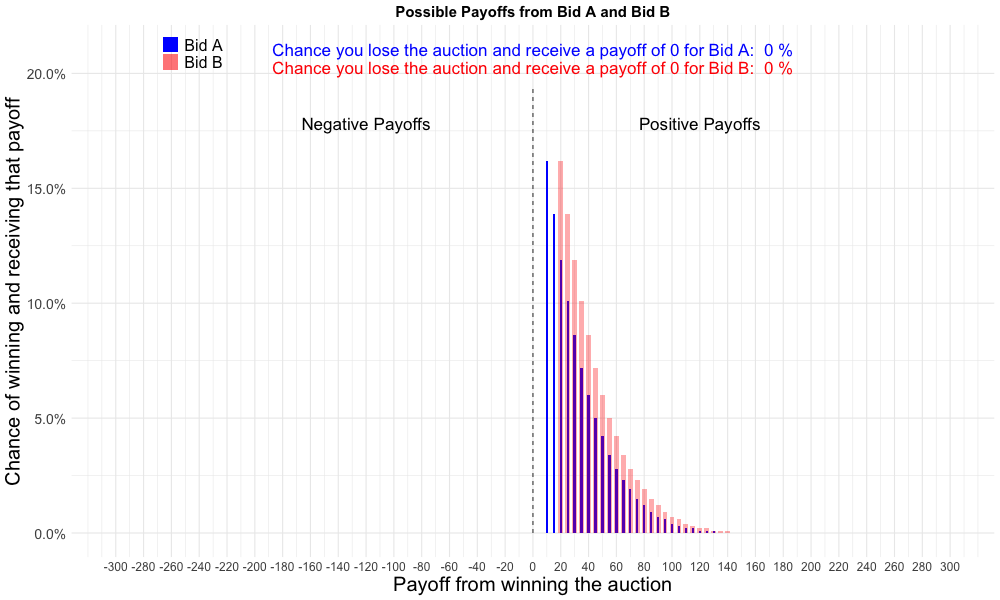 Possible Payoffs from Bid A and Bid B
Bid A
Bid B
Chance you lose the auction and receive a payoff of 0 for Bid A:  0 %
Chance you lose the auction and receive a payoff of 0 for Bid B:  0 %
Negative Payoffs
Positive Payoffs
Chance of winning and receiving that payoff
20.0%
15.0%
10.0%
5.0%
0.0%
-300 -280 -260 -240 -220 -200 -180 -160 -140 -120 -100 -80 -60 -40 -20 0 20 40 60 80 100 120 140 160 180 200 220 240 260 280 300
Payoff from winning the auction